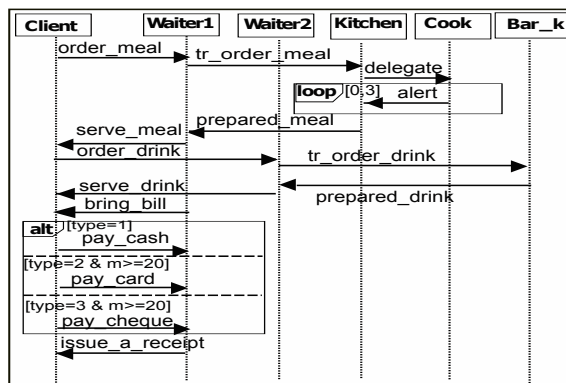 Client Waiter1 Waiter2 Kitchen Cook Bar_k
order_meal
tr_order_meal
delegate
loop [0,3] alert
prepared_meal
serve_meal
order_drink
tr_order_drink
serve_drink
prepared_drink
bring_bill
alt [type=1]
pay_cash
[type=2 & m>=20]
pay_card
[type=3 & m>=20]
pay_cheque
issue_a_receipt